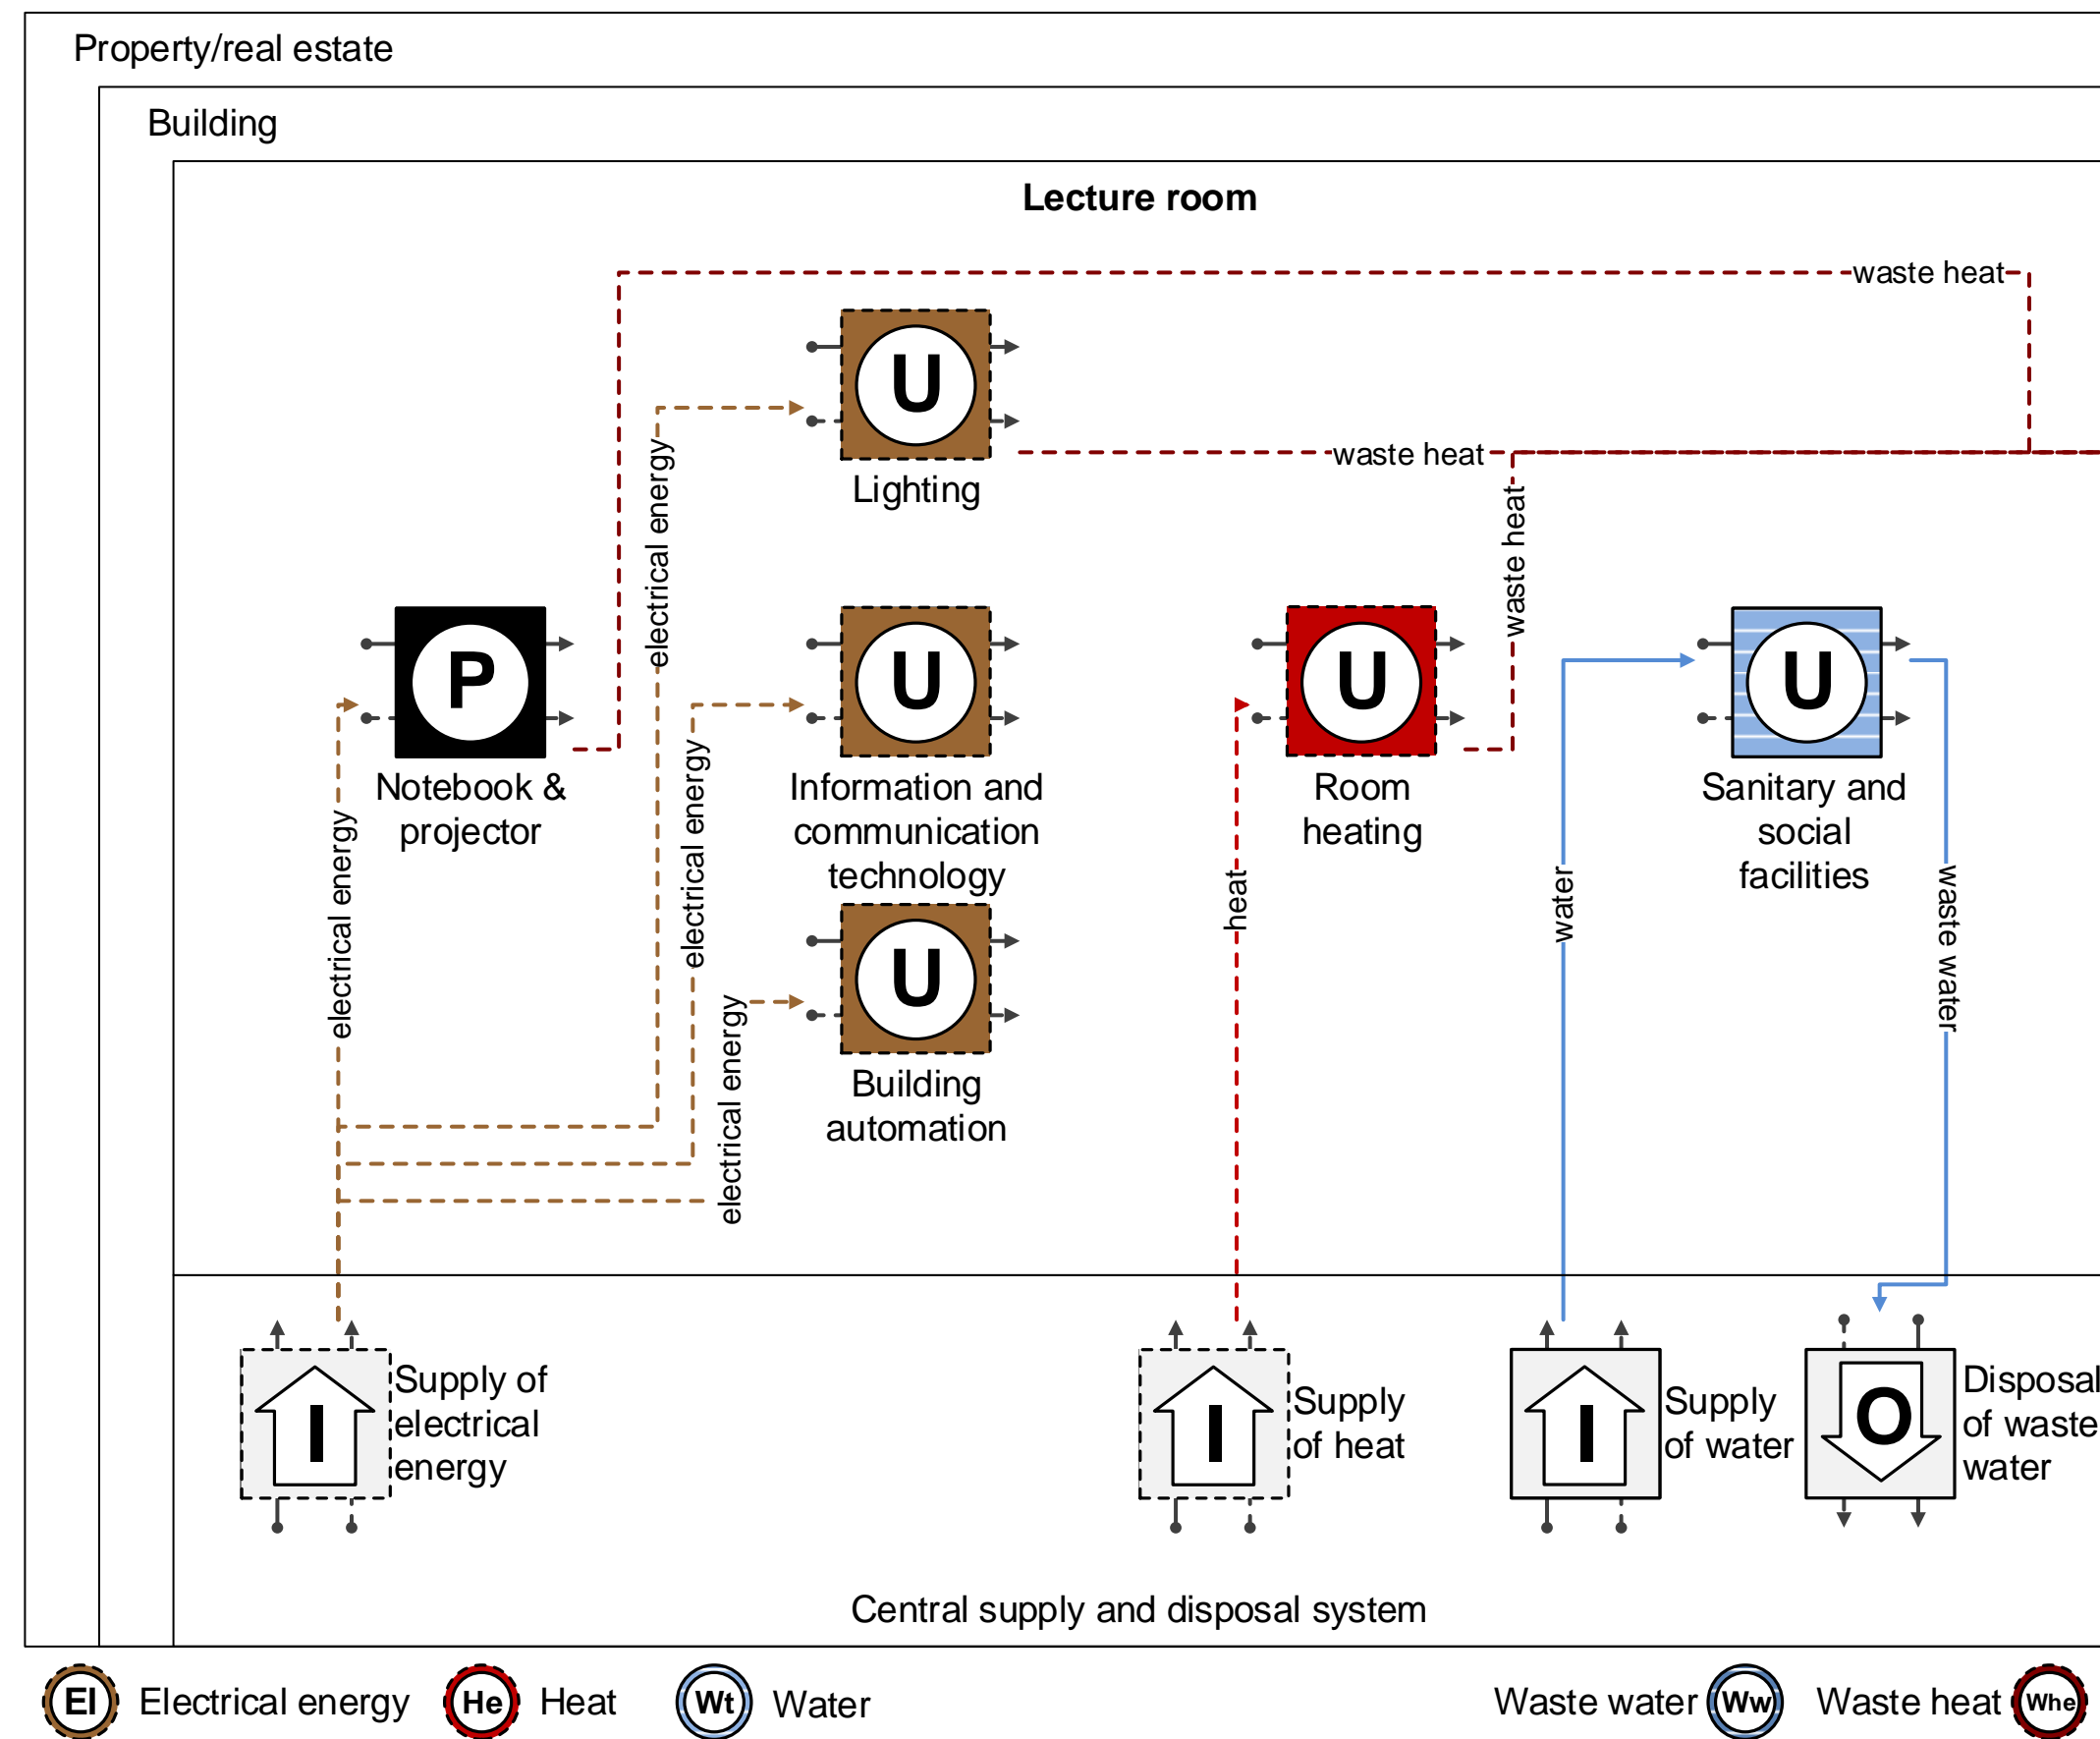 Property/real estate
Building
Lecture room
waste heat
U
waste heat
Lighting
electrical energy
waste heat
P
U
U
U
Notebook &
projector
Information and
communication
technology
Room
heating
Sanitary and
social
facilities
electrical energy
electrical energy
heat
water
waste water
U
Building
automation
electrical energy
I
Supply of
electrical
energy
I
Supply
of heat
I
Supply
of water
O
Disposal
of waste
water
Central supply and disposal system
El Electrical energy
He Heat
Wt Water
Waste water Ww
Waste heat Whe